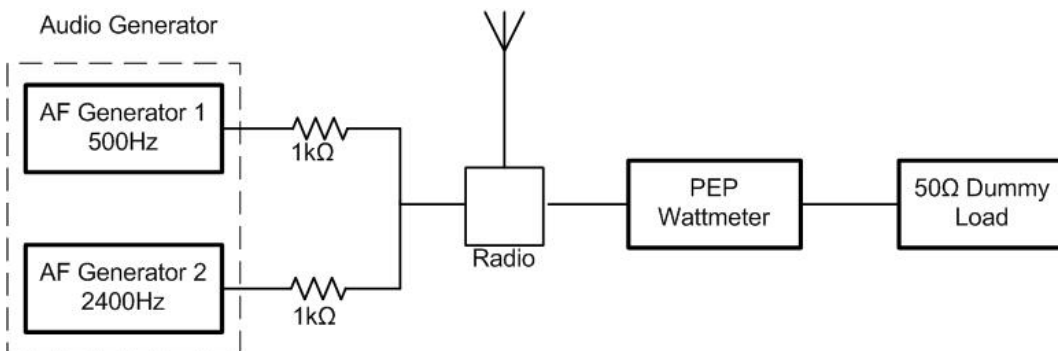 Audio Generator
AF Generator 1
500Hz
1kΩ
AF Generator 2
2400Hz
1kΩ
Radio
PEP
Wattmeter
50Ω Dummy
Load